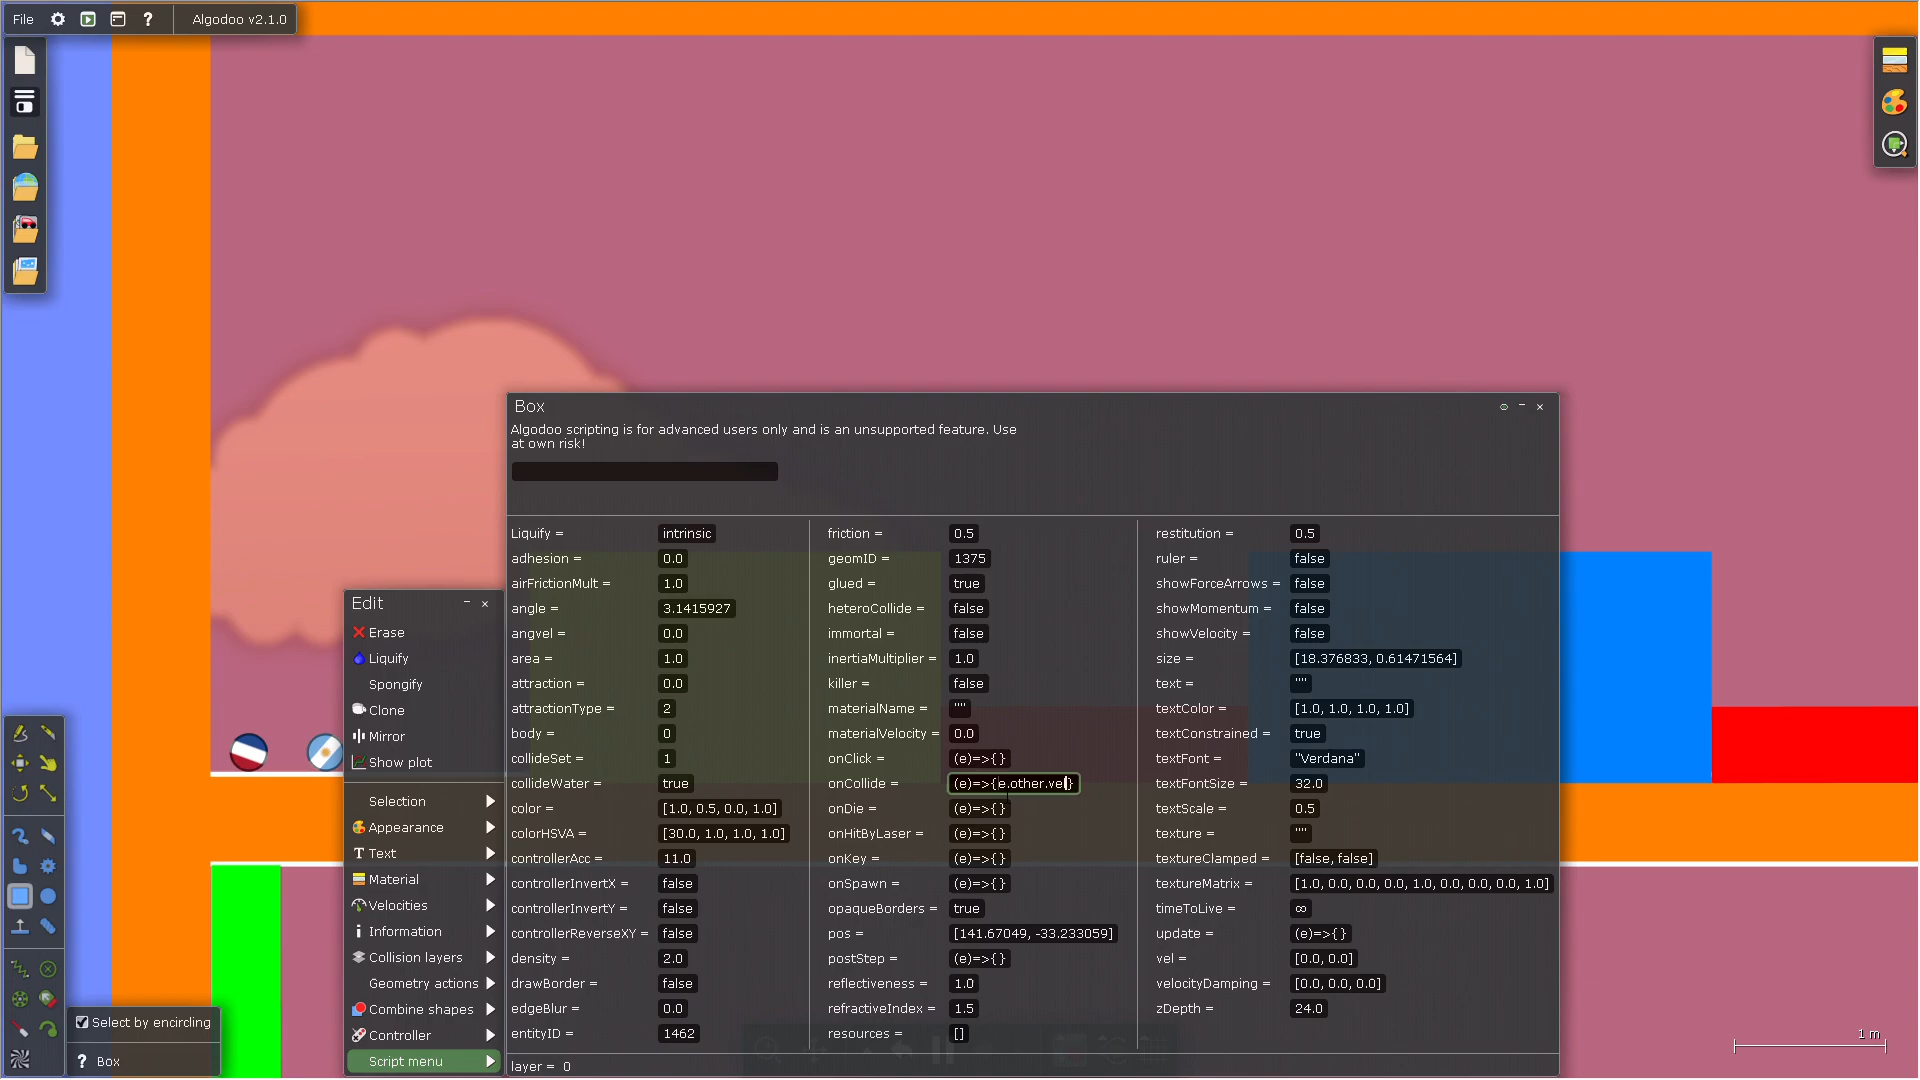 File ? Algodoo v2.1.0
Box
Algodoo scripting is for advanced users only and is an unsupported feature. Use
at own risk!
Liquify = intrinsic
adhesion = 0.0
airFrictionMult = 1.0
angle = 3.1415927
angvel = 0.0
area = 1.0
attraction = 0.0
attractionType = 2
body = 0
collideSet = 1
collideWater = true
color = [1.0, 0.5, 0.0, 1.0]
colorHSVA = [30.0, 1.0, 1.0, 1.0]
controllerAcc = 11.0
controllerInvertX = false
controllerInvertY = false
controllerReverseXY = false
density = 2.0
drawBorder = false
edgeBlur = 0.0
entityID = 1462
friction = 0.5
geomID = 1375
glued = true
heteroCollide = false
immortal = false
inertiaMultiplier = 1.0
killer = false
materialName = ""
materialVelocity = 0.0
onClick = (e)=>{}
onCollide = (e)=>{e.other.vel}
onDie = (e)=>{}
onHitByLaser = (e)=>{}
onKey = (e)=>{}
onSpawn = (e)=>{}
opaqueBorders = true
pos = [141.67049, -33.233059]
postStep = (e)=>{}
reflectiveness = 1.0
refractiveIndex = 1.5
resources = []
restitution = 0.5
ruler = false
showForceArrows = false
showMomentum = false
showVelocity = false
size = [18.376833, 0.61471564]
text = ""
textColor = [1.0, 1.0, 1.0, 1.0]
textConstrained = true
textFont = "Verdana"
textFontSize = 32.0
textScale = 0.5
texture = ""
textureClamped = [false, false]
textureMatrix = [1.0, 0.0, 0.0, 0.0, 1.0, 0.0, 0.0, 0.0, 1.0]
timeToLive = ∞
update = (e)=>{}
vel = [0.0, 0.0]
velocityDamping = [0.0, 0.0, 0.0]
zDepth = 24.0
layer = 0
Edit
Erase
Liquify
Spongify
Clone
Mirror
Show plot
Selection
Appearance
Text
Material
Velocities
Information
Collision layers
Geometry actions
Combine shapes
Controller
Script menu
Select by encircling
? Box
1 m